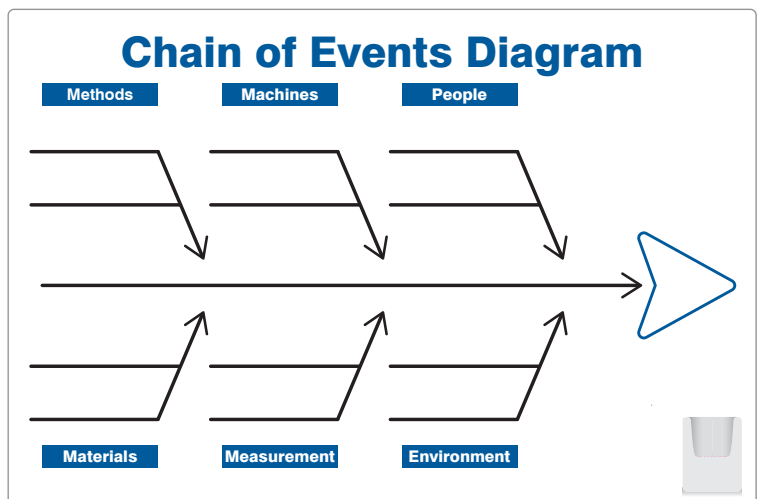 Chain of Events Diagram
Methods Machines People
Materials Measurement Environment